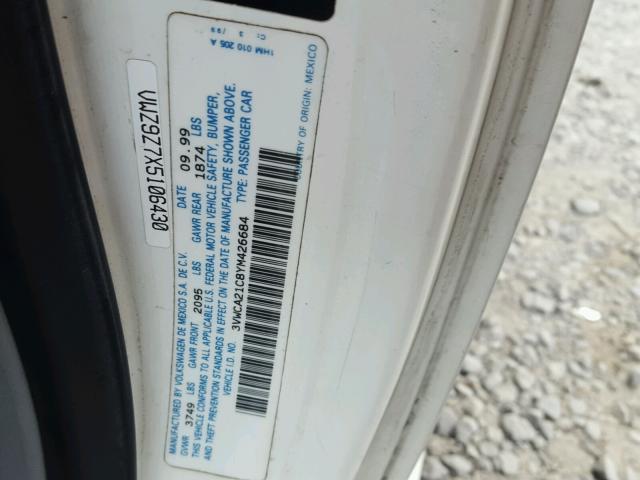 MANUFACTURED BY VOLKSWAGEN DE MEXICO S.A. DE C.V. DATE 09.99
GVWR 3749 LBS GAWR FRONT 2095 LBS GAWR REAR 1874 LBS
THIS VEHICLE CONFORMS TO ALL APPLICABLE U.S. FEDERAL MOTOR VEHICLE SAFETY, BUMPER,
AND THEFT PREVENTION STANDARDS IN EFFECT ON THE DATE OF MANUFACTURE SHOWN ABOVE.
VEHICLE I.D. NO. 3VWCA21C8YM426684 TYPE: PASSENGER CAR
COUNTRY OF ORIGIN: MEXICO
1HM 010 205 A
C: 3 /99
VWZ9Z7X5106430